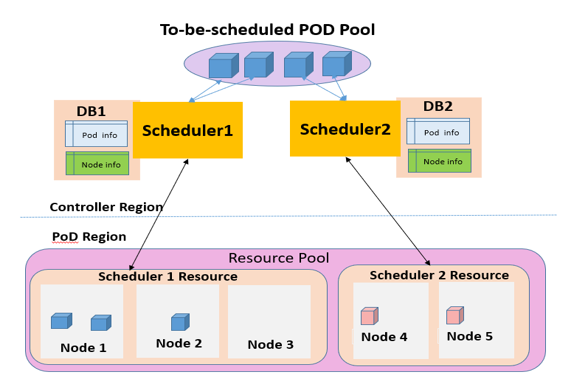 To-be-scheduled POD Pool
DB1
Pod info
Node info
Scheduler1
Scheduler2
DB2
Pod info
Node info
Controller Region
PoD Region
Resource Pool
Scheduler 1 Resource
Node 1
Node 2
Node 3
Scheduler 2 Resource
Node 4
Node 5